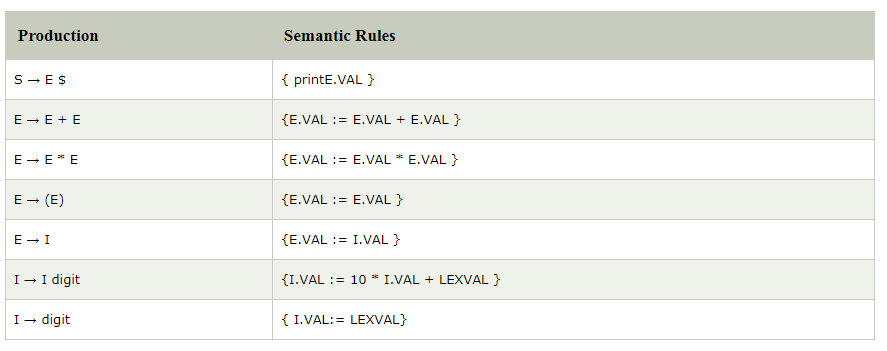 Production Semantic Rules
S → E $ { printE.VAL }
E → E + E {E.VAL := E.VAL + E.VAL }
E → E * E {E.VAL := E.VAL * E.VAL }
E → (E) {E.VAL := E.VAL }
E → I {E.VAL := I.VAL }
I → I digit {I.VAL := 10 * I.VAL + LEXVAL }
I → digit { I.VAL:= LEXVAL}